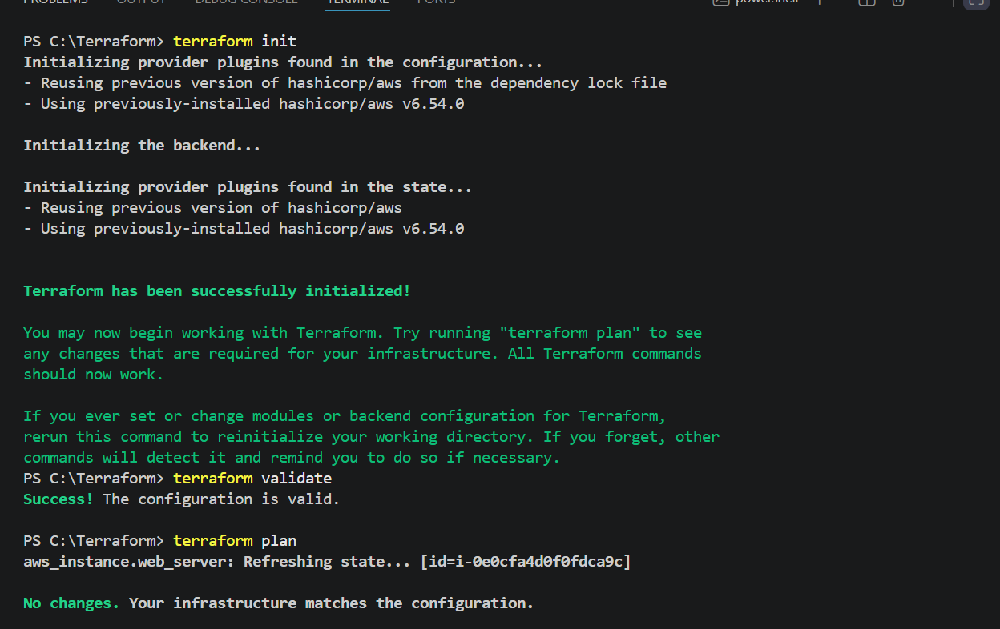 PROBLEMS OUTPUT DEBUG CONSOLE TERMINAL PORTS powershell
PS C:\Terraform> terraform init
Initializing provider plugins found in the configuration...
- Reusing previous version of hashicorp/aws from the dependency lock file
- Using previously-installed hashicorp/aws v6.54.0
Initializing the backend...
Initializing provider plugins found in the state...
- Reusing previous version of hashicorp/aws
- Using previously-installed hashicorp/aws v6.54.0
Terraform has been successfully initialized!
You may now begin working with Terraform. Try running "terraform plan" to see
any changes that are required for your infrastructure. All Terraform commands
should now work.
If you ever set or change modules or backend configuration for Terraform,
rerun this command to reinitialize your working directory. If you forget, other
commands will detect it and remind you to do so if necessary.
PS C:\Terraform> terraform validate
Success! The configuration is valid.
PS C:\Terraform> terraform plan
aws_instance.web_server: Refreshing state... [id=i-0e0cfa4d0f0fdca9c]
No changes. Your infrastructure matches the configuration.